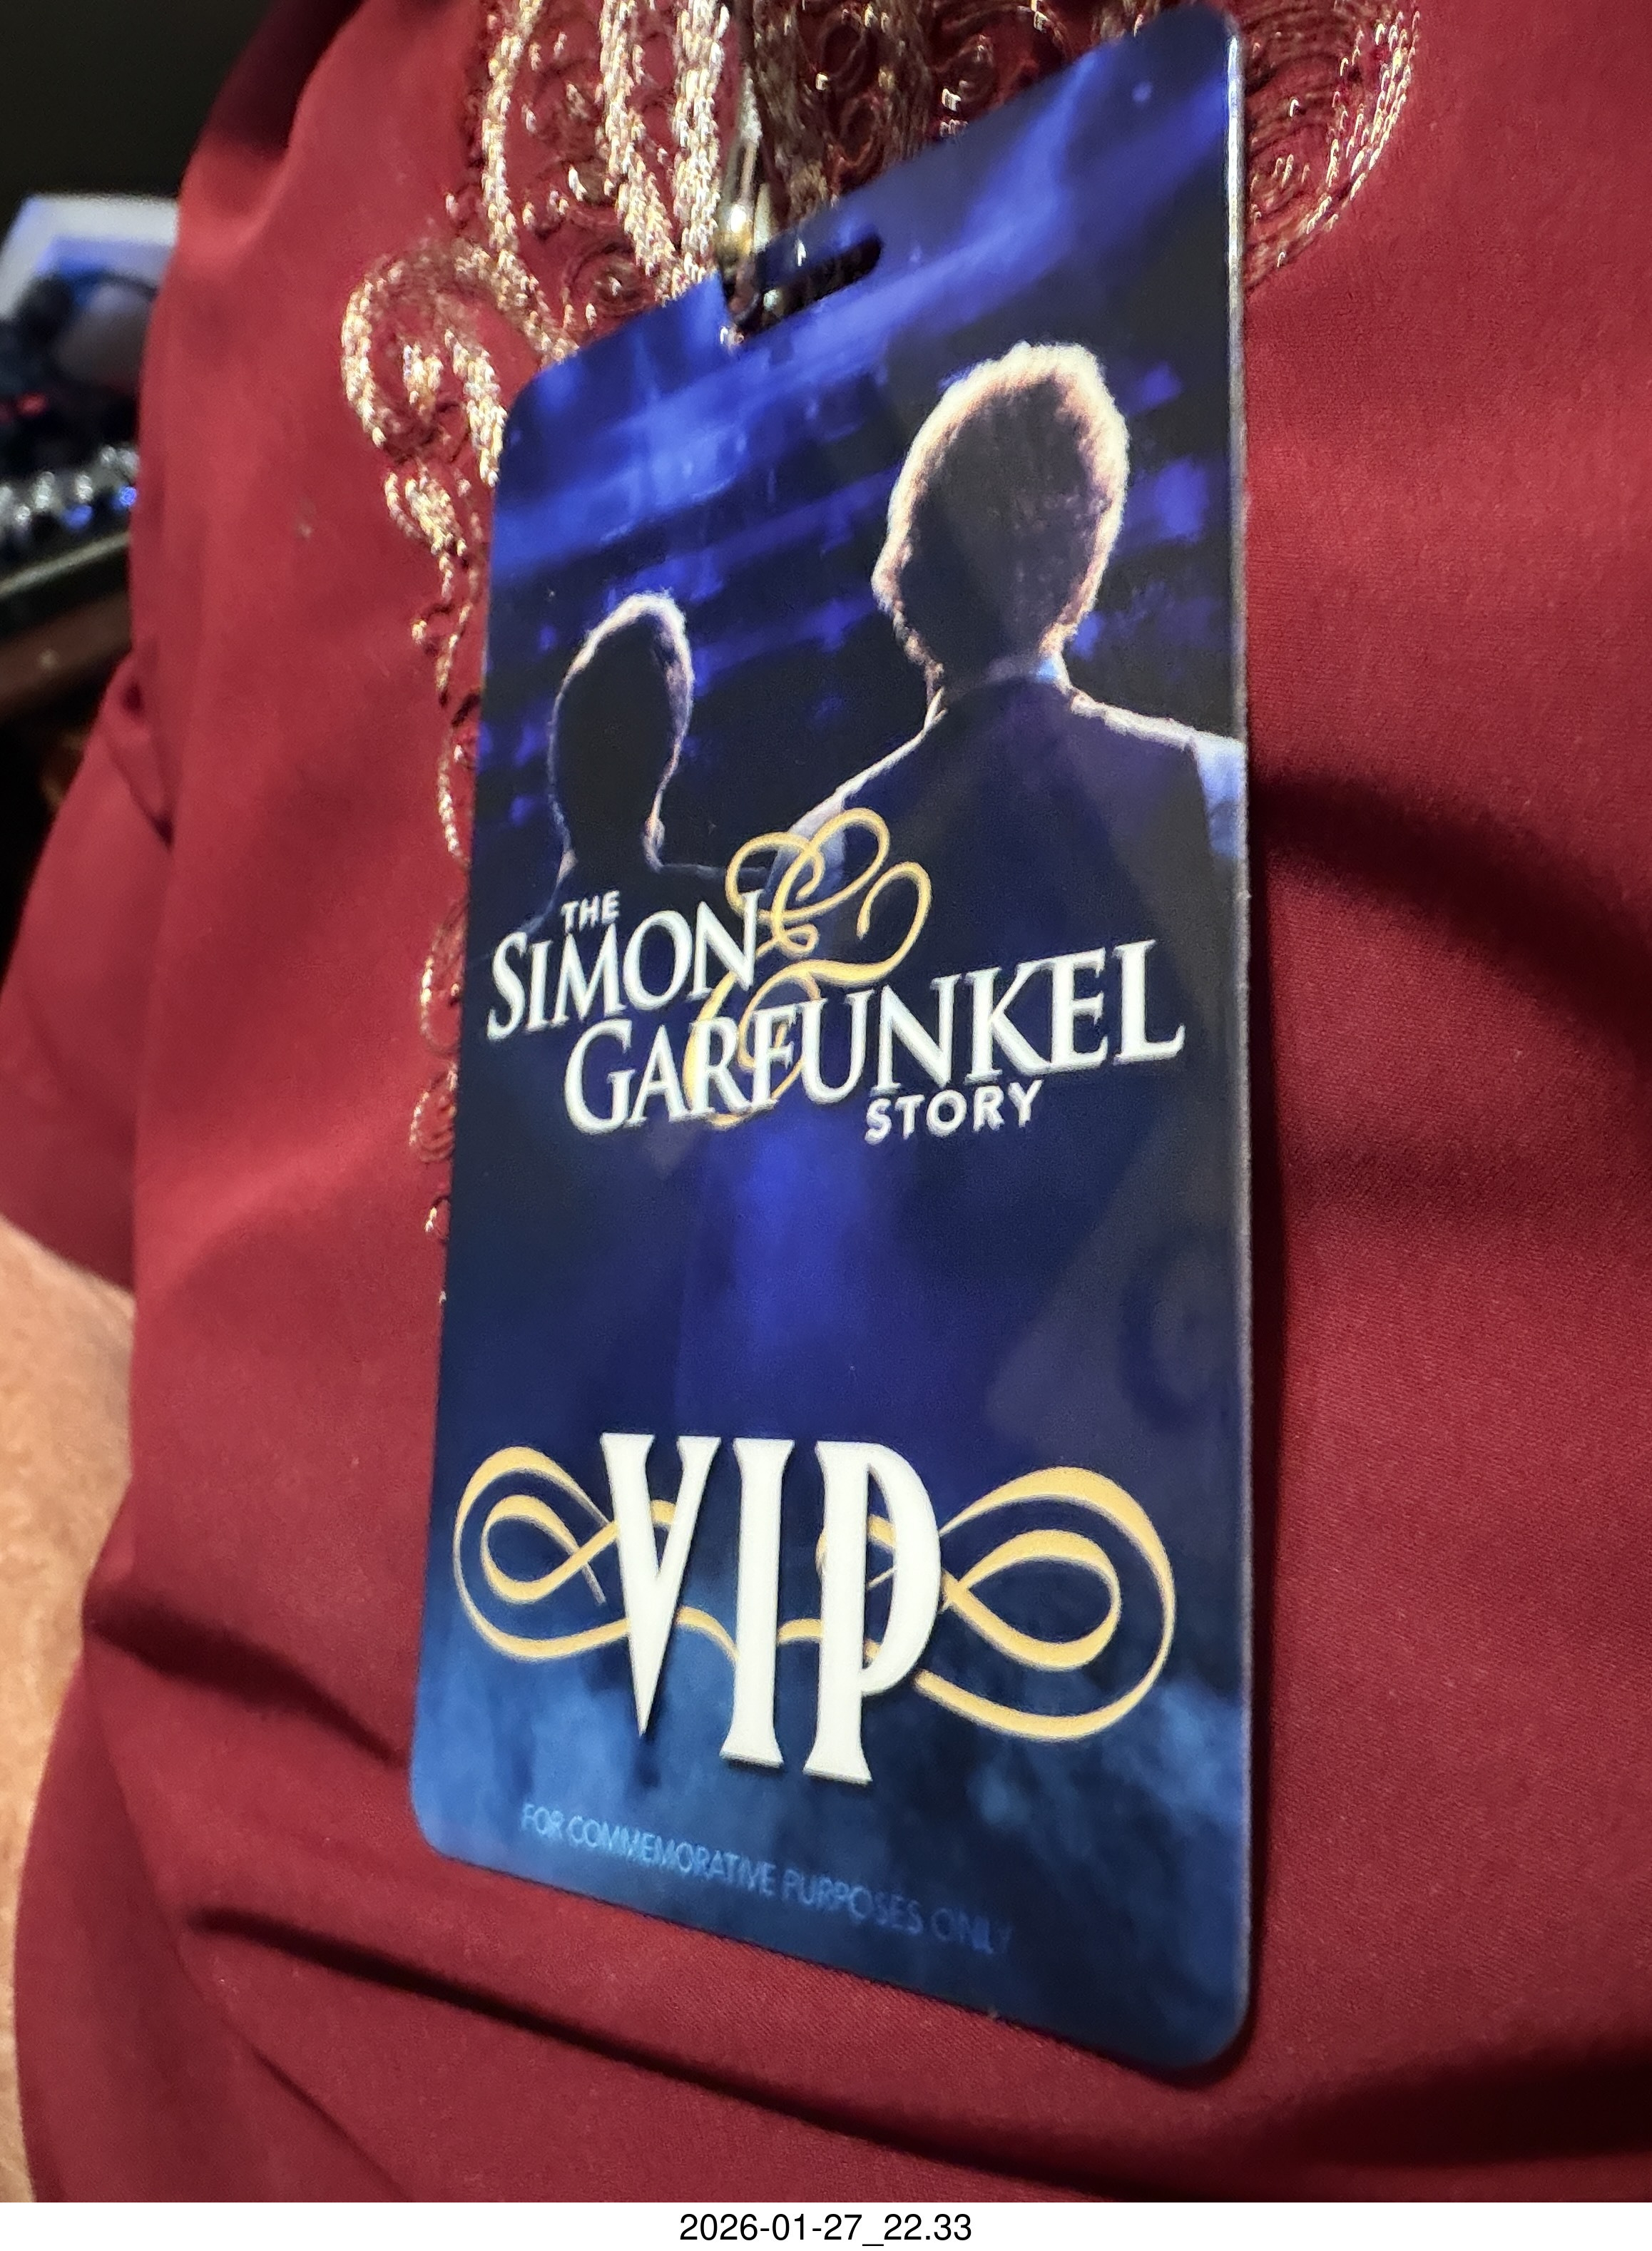 THE
SIMON &
GARFUNKEL
STORY
VIP
FOR COMMEMORATIVE PURPOSES ONLY
2026-01-27_22.33